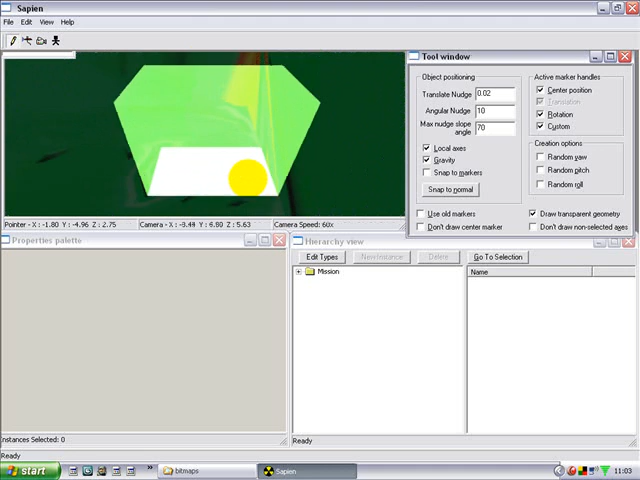 Sapien
File Edit View Help
Tool window
Object positioning
Translate Nudge 0.02
Angular Nudge 10
Max nudge slope angle 70
Local axes
Gravity
Snap to markers
Snap to normal
Active marker handles
Center position
Translation
Rotation
Custom
Creation options
Random yaw
Random pitch
Random roll
Use old markers
Draw transparent geometry
Don't draw center marker
Don't draw non-selected axes
Pointer - X : -1.80 Y : -4.96 Z : 2.75
Camera - X : -3.44 Y : 6.80 Z : 5.63
Camera Speed: 60x
Properties palette
Hierarchy view
Edit Types
New Instance
Delete
Go To Selection
Mission
Name
Instances Selected: 0
Ready
Ready
start
bitmaps
Sapien
11:03